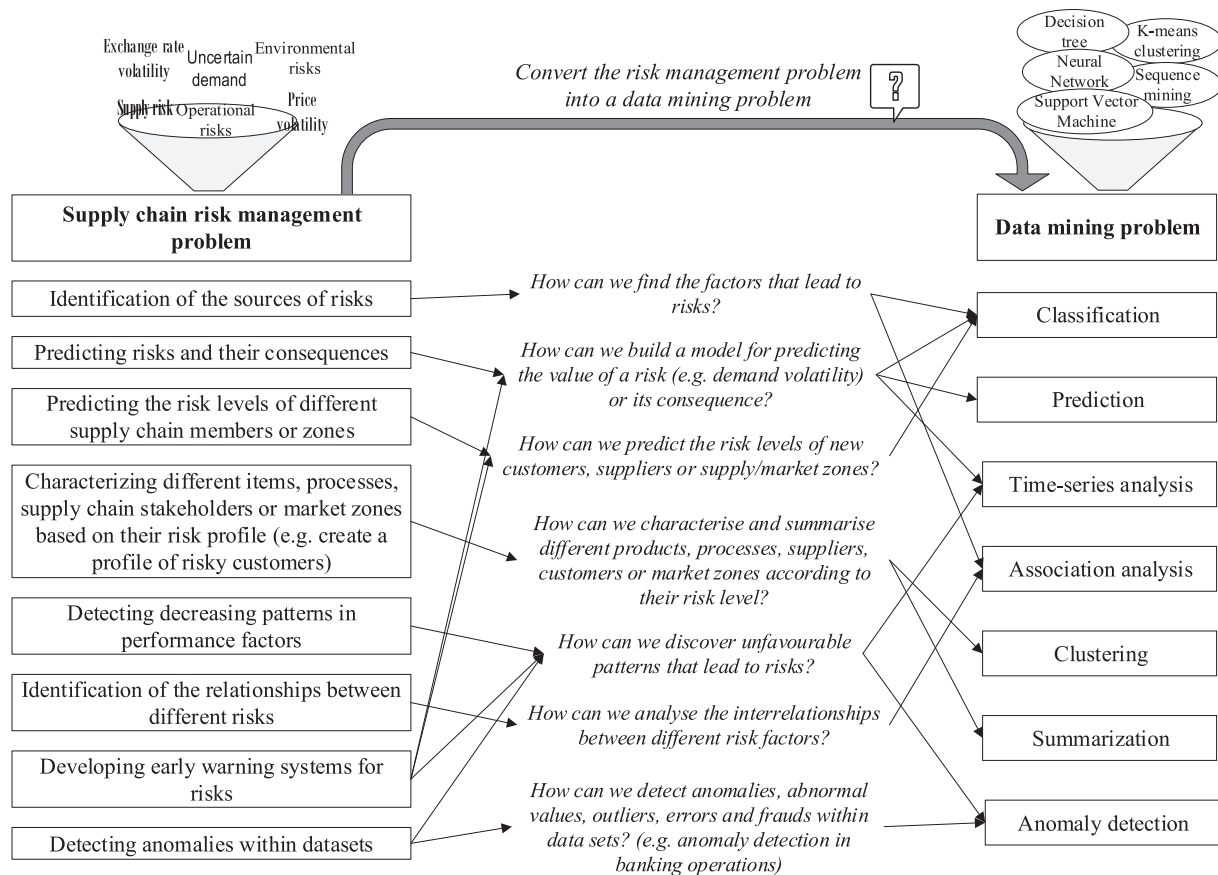 Exchange rate
volatility
Uncertain
demand
Environmental
risks
Supply risk
Operational
risks
Price
volatility
Convert the risk management problem
into a data mining problem
?
Decision
tree
K-means
clustering
Neural
Network
Sequence
mining
Support Vector
Machine
Supply chain risk management
problem
Data mining problem
Identification of the sources of risks
Predicting risks and their consequences
Predicting the risk levels of different
supply chain members or zones
Characterizing different items, processes,
supply chain stakeholders or market zones
based on their risk profile (e.g. create a
profile of risky customers)
Detecting decreasing patterns in
performance factors
Identification of the relationships between
different risks
Developing early warning systems for
risks
Detecting anomalies within datasets
How can we find the factors that lead to
risks?
How can we build a model for predicting
the value of a risk (e.g. demand volatility)
or its consequence?
How can we predict the risk levels of new
customers, suppliers or supply/market zones?
How can we characterise and summarise
different products, processes, suppliers,
customers or market zones according to
their risk level?
How can we discover unfavourable
patterns that lead to risks?
How can we analyse the interrelationships
between different risk factors?
How can we detect anomalies, abnormal
values, outliers, errors and frauds within
data sets? (e.g. anomaly detection in
banking operations)
Classification
Prediction
Time-series analysis
Association analysis
Clustering
Summarization
Anomaly detection